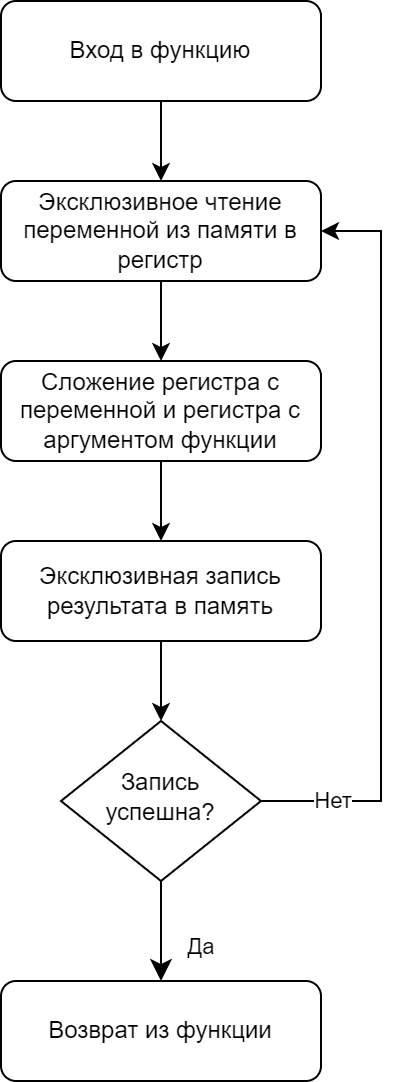 Вход в функцию
Эксклюзивное чтение
переменной из памяти в
регистр
Сложение регистра с
переменной и регистра с
аргументом функции
Эксклюзивная запись
результата в память
Запись
успешна?
Нет
Да
Возврат из функции